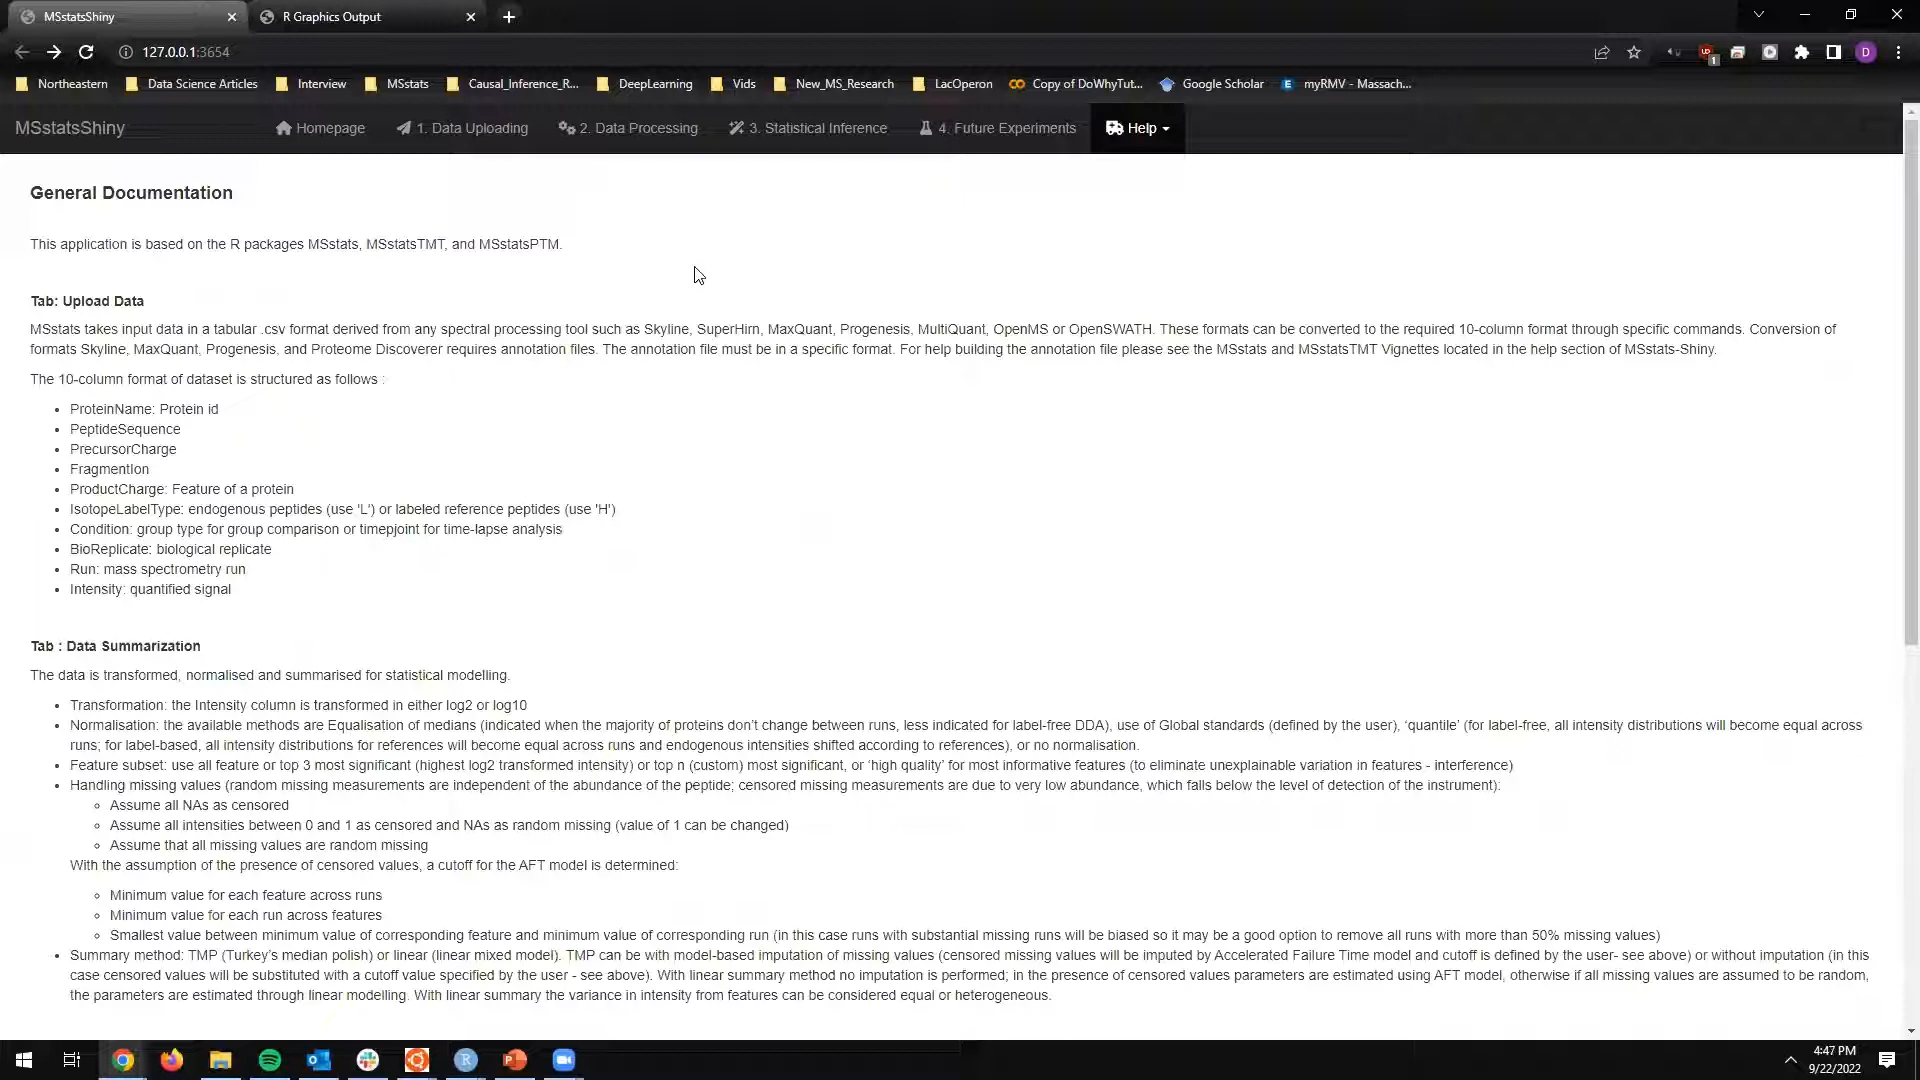 MSstatsShiny
R Graphics Output
127.0.0.1:3654
Northeastern
Data Science Articles
Interview
MSstats
Causal_Inference_R...
DeepLearning
Vids
New_MS_Research
LacOperon
Copy of DoWhyTut...
Google Scholar
myRMV - Massach...
MSstatsShiny
Homepage
1. Data Uploading
2. Data Processing
3. Statistical Inference
4. Future Experiments
Help
General Documentation
This application is based on the R packages MSstats, MSstatsTMT, and MSstatsPTM.
Tab: Upload Data
MSstats takes input data in a tabular .csv format derived from any spectral processing tool such as Skyline, SuperHirn, MaxQuant, Progenesis, MultiQuant, OpenMS or OpenSWATH. These formats can be converted to the required 10-column format through specific commands. Conversion of
formats Skyline, MaxQuant, Progenesis, and Proteome Discoverer requires annotation files. The annotation file must be in a specific format. For help building the annotation file please see the MSstats and MSstatsTMT Vignettes located in the help section of MSstats-Shiny.
The 10-column format of dataset is structured as follows :
• ProteinName: Protein id
• PeptideSequence
• PrecursorCharge
• FragmentIon
• ProductCharge: Feature of a protein
• IsotopeLabelType: endogenous peptides (use 'L') or labeled reference peptides (use 'H')
• Condition: group type for group comparison or timepjoint for time-lapse analysis
• BioReplicate: biological replicate
• Run: mass spectrometry run
• Intensity: quantified signal
Tab : Data Summarization
The data is transformed, normalised and summarised for statistical modelling.
• Transformation: the Intensity column is transformed in either log2 or log10
• Normalisation: the available methods are Equalisation of medians (indicated when the majority of proteins don’t change between runs, less indicated for label-free DDA), use of Global standards (defined by the user), ‘quantile’ (for label-free, all intensity distributions will become equal across
runs; for label-based, all intensity distributions for references will become equal across runs and endogenous intensities shifted according to references), or no normalisation.
• Feature subset: use all feature or top 3 most significant (highest log2 transformed intensity) or top n (custom) most significant, or ‘high quality’ for most informative features (to eliminate unexplainable variation in features - interference)
• Handling missing values (random missing measurements are independent of the abundance of the peptide; censored missing measurements are due to very low abundance, which falls below the level of detection of the instrument):
◦ Assume all NAs as censored
◦ Assume all intensities between 0 and 1 as censored and NAs as random missing (value of 1 can be changed)
◦ Assume that all missing values are random missing
With the assumption of the presence of censored values, a cutoff for the AFT model is determined:
◦ Minimum value for each feature across runs
◦ Minimum value for each run across features
◦ Smallest value between minimum value of corresponding feature and minimum value of corresponding run (in this case runs with substantial missing runs will be biased so it may be a good option to remove all runs with more than 50% missing values)
• Summary method: TMP (Turkey’s median polish) or linear (linear mixed model). TMP can be with model-based imputation of missing values (censored missing values will be imputed by Accelerated Failure Time model and cutoff is defined by the user- see above) or without imputation (in this
case censored values will be substituted with a cutoff value specified by the user - see above). With linear summary method no imputation is performed; in the presence of censored values parameters are estimated using AFT model, otherwise if all missing values are assumed to be random,
the parameters are estimated through linear modelling. With linear summary the variance in intensity from features can be considered equal or heterogeneous.
4:47 PM
9/22/2022